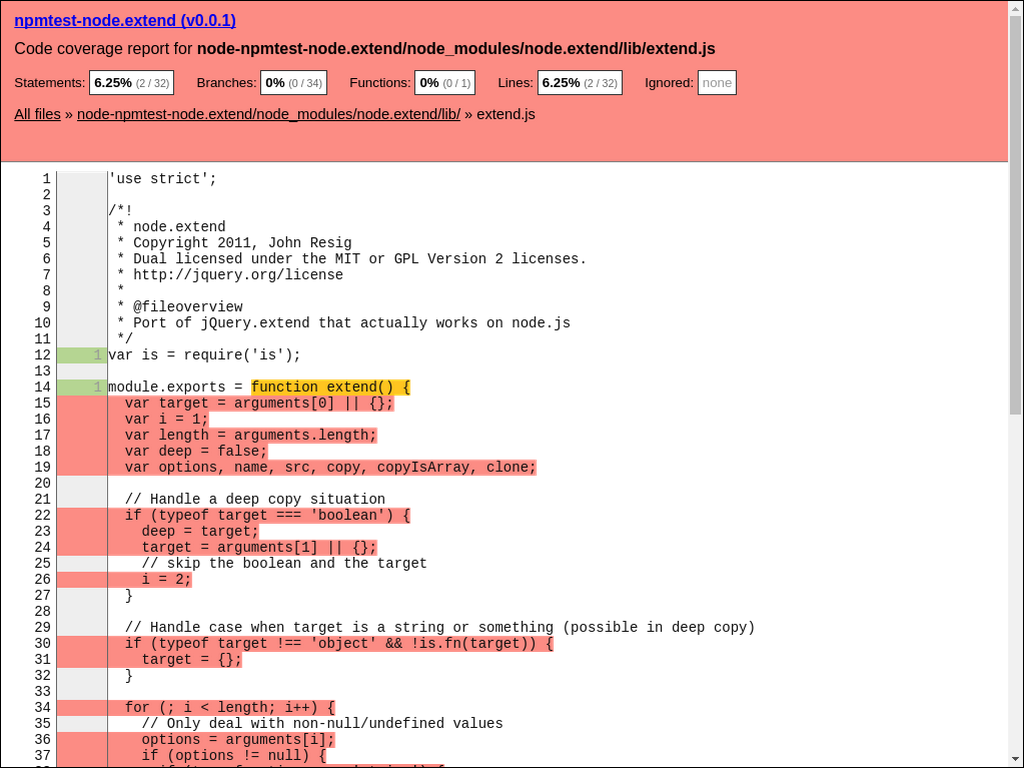 npmtest-node.extend (v0.0.1)
Code coverage report for node-npmtest-node.extend/node_modules/node.extend/lib/extend.js
Statements: 6.25% (2 / 32) Branches: 0% (0 / 34) Functions: 0% (0 / 1) Lines: 6.25% (2 / 32) Ignored: none
All files » node-npmtest-node.extend/node_modules/node.extend/lib/ » extend.js
1 'use strict';
2
3 /*!
4 * node.extend
5 * Copyright 2011, John Resig
6 * Dual licensed under the MIT or GPL Version 2 licenses.
7 * http://jquery.org/license
8 *
9 * @fileoverview
10 * Port of jQuery.extend that actually works on node.js
11 */
12 1 var is = require('is');
13
14 1 module.exports = function extend() {
15 var target = arguments[0] || {};
16 var i = 1;
17 var length = arguments.length;
18 var deep = false;
19 var options, name, src, copy, copyIsArray, clone;
20
21 // Handle a deep copy situation
22 if (typeof target === 'boolean') {
23 deep = target;
24 target = arguments[1] || {};
25 // skip the boolean and the target
26 i = 2;
27 }
28
29 // Handle case when target is a string or something (possible in deep copy)
30 if (typeof target !== 'object' && !is.fn(target)) {
31 target = {};
32 }
33
34 for (; i < length; i++) {
35 // Only deal with non-null/undefined values
36 options = arguments[i];
37 if (options != null) {